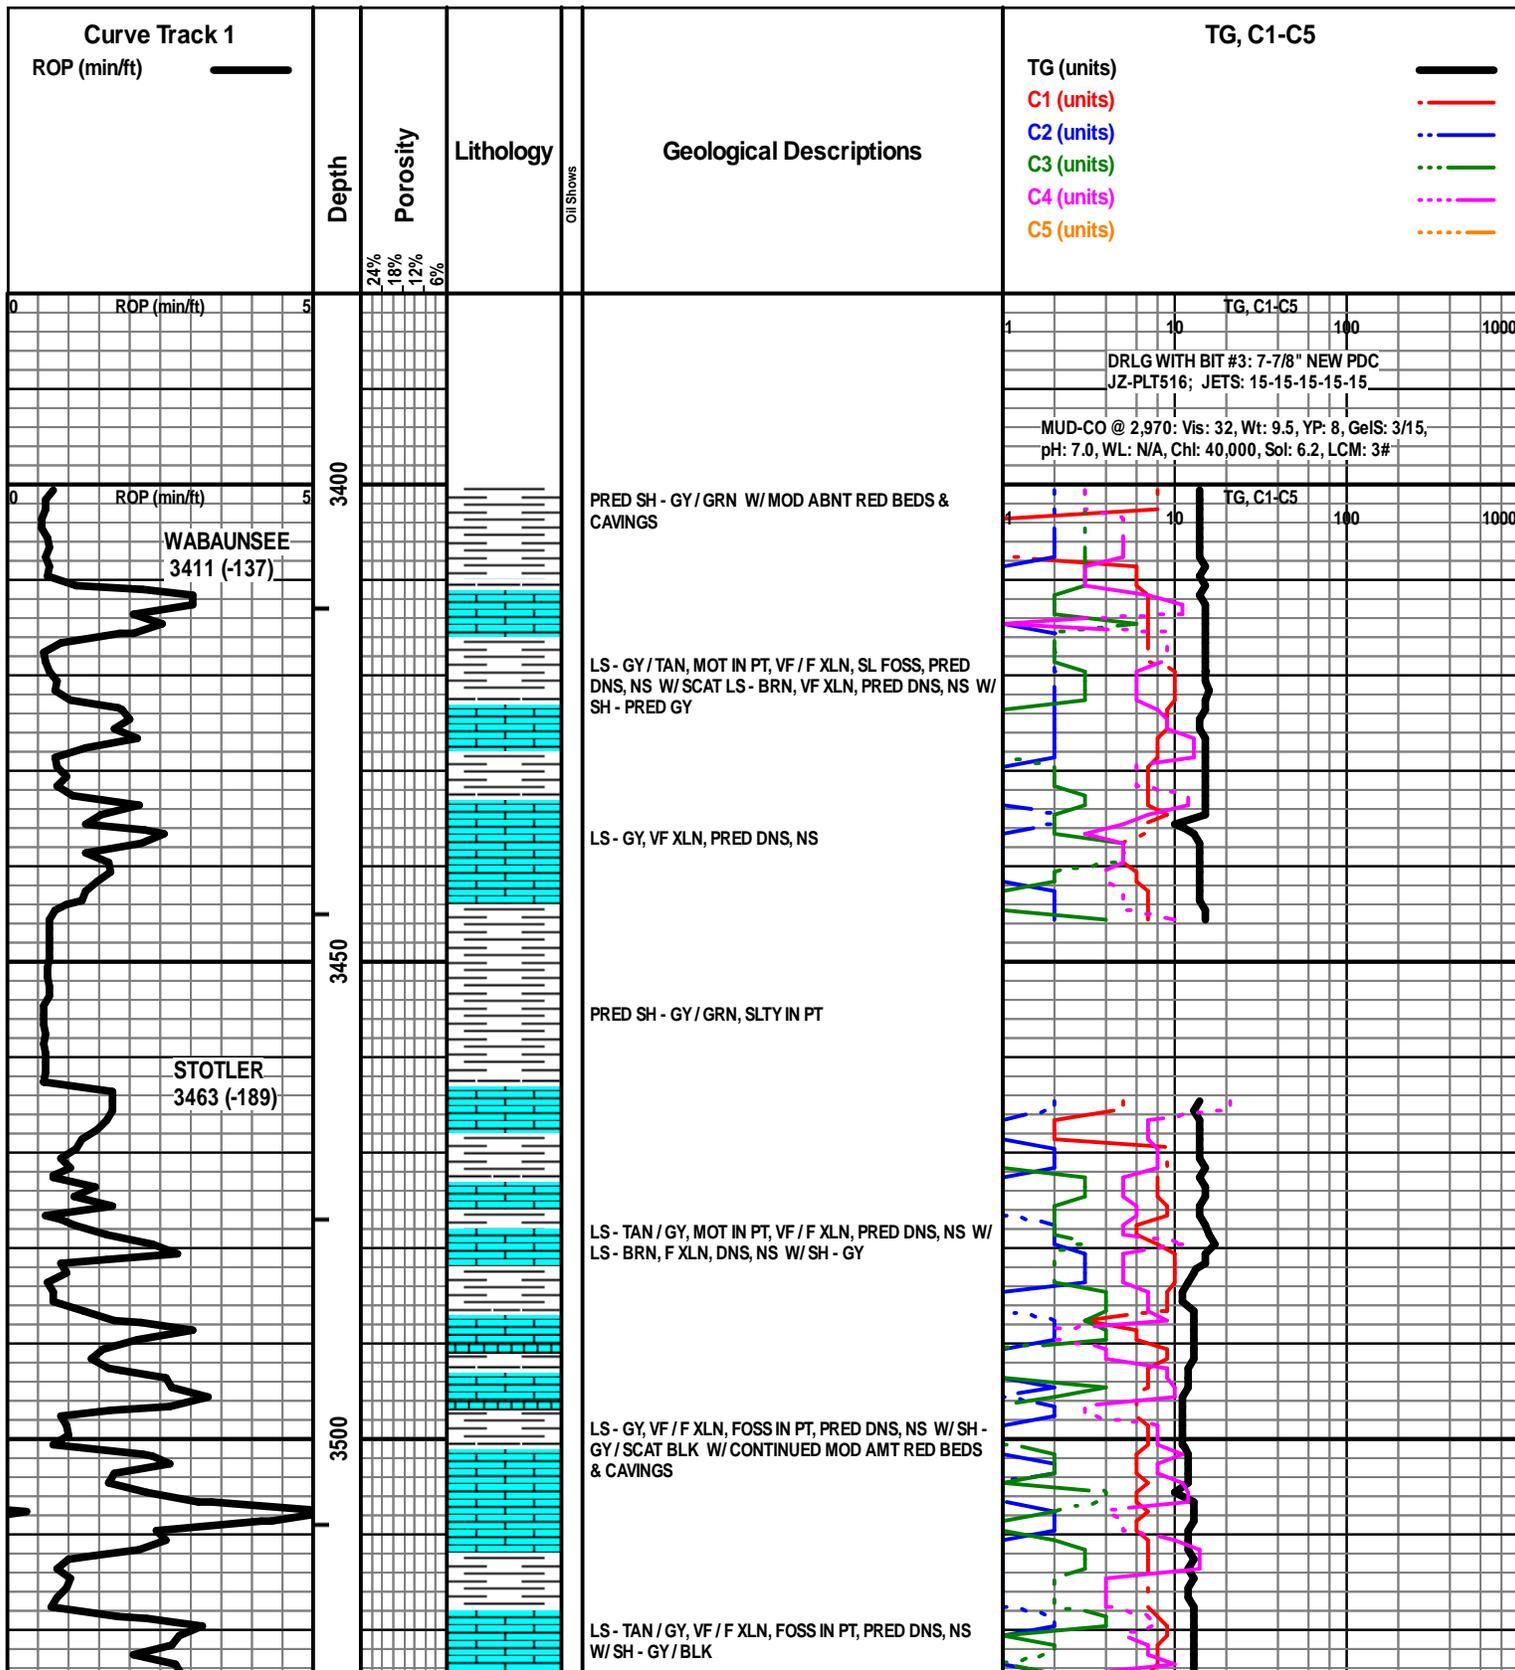 Curve Track 1
ROP (min/ft)
Depth
Porosity
24%
18%
12%
6%
Lithology
Oil Shows
Geological Descriptions
TG, C1-C5
TG (units)
C1 (units)
C2 (units)
C3 (units)
C4 (units)
C5 (units)
0 ROP (min/ft) 5
TG, C1-C5
1 10 100 1000
DRLG WITH BIT #3: 7-7/8" NEW PDC
JZ-PLT516; JETS: 15-15-15-15-15
MUD-CO @ 2,970: Vis: 32, Wt: 9.5, YP: 8, GelS: 3/15,
pH: 7.0, WL: N/A, Chl: 40,000, Sol: 6.2, LCM: 3#
3400
0 ROP (min/ft) 5
TG, C1-C5
1 10 100 1000
PRED SH - GY / GRN W/ MOD ABNT RED BEDS &
CAVINGS
WABAUNSEE
3411 (-137)
LS - GY / TAN, MOT IN PT, VF / F XLN, SL FOSS, PRED
DNS, NS W/ SCAT LS - BRN, VF XLN, PRED DNS, NS W/
SH - PRED GY
LS - GY, VF XLN, PRED DNS, NS
3450
PRED SH - GY / GRN, SLTY IN PT
STOTLER
3463 (-189)
LS - TAN / GY, MOT IN PT, VF / F XLN, PRED DNS, NS W/
LS - BRN, F XLN, DNS, NS W/ SH - GY
3500
LS - GY, VF / F XLN, FOSS IN PT, PRED DNS, NS W/ SH -
GY / SCAT BLK W/ CONTINUED MOD AMT RED BEDS
& CAVINGS
LS - TAN / GY, VF / F XLN, FOSS IN PT, PRED DNS, NS
W/ SH - GY / BLK